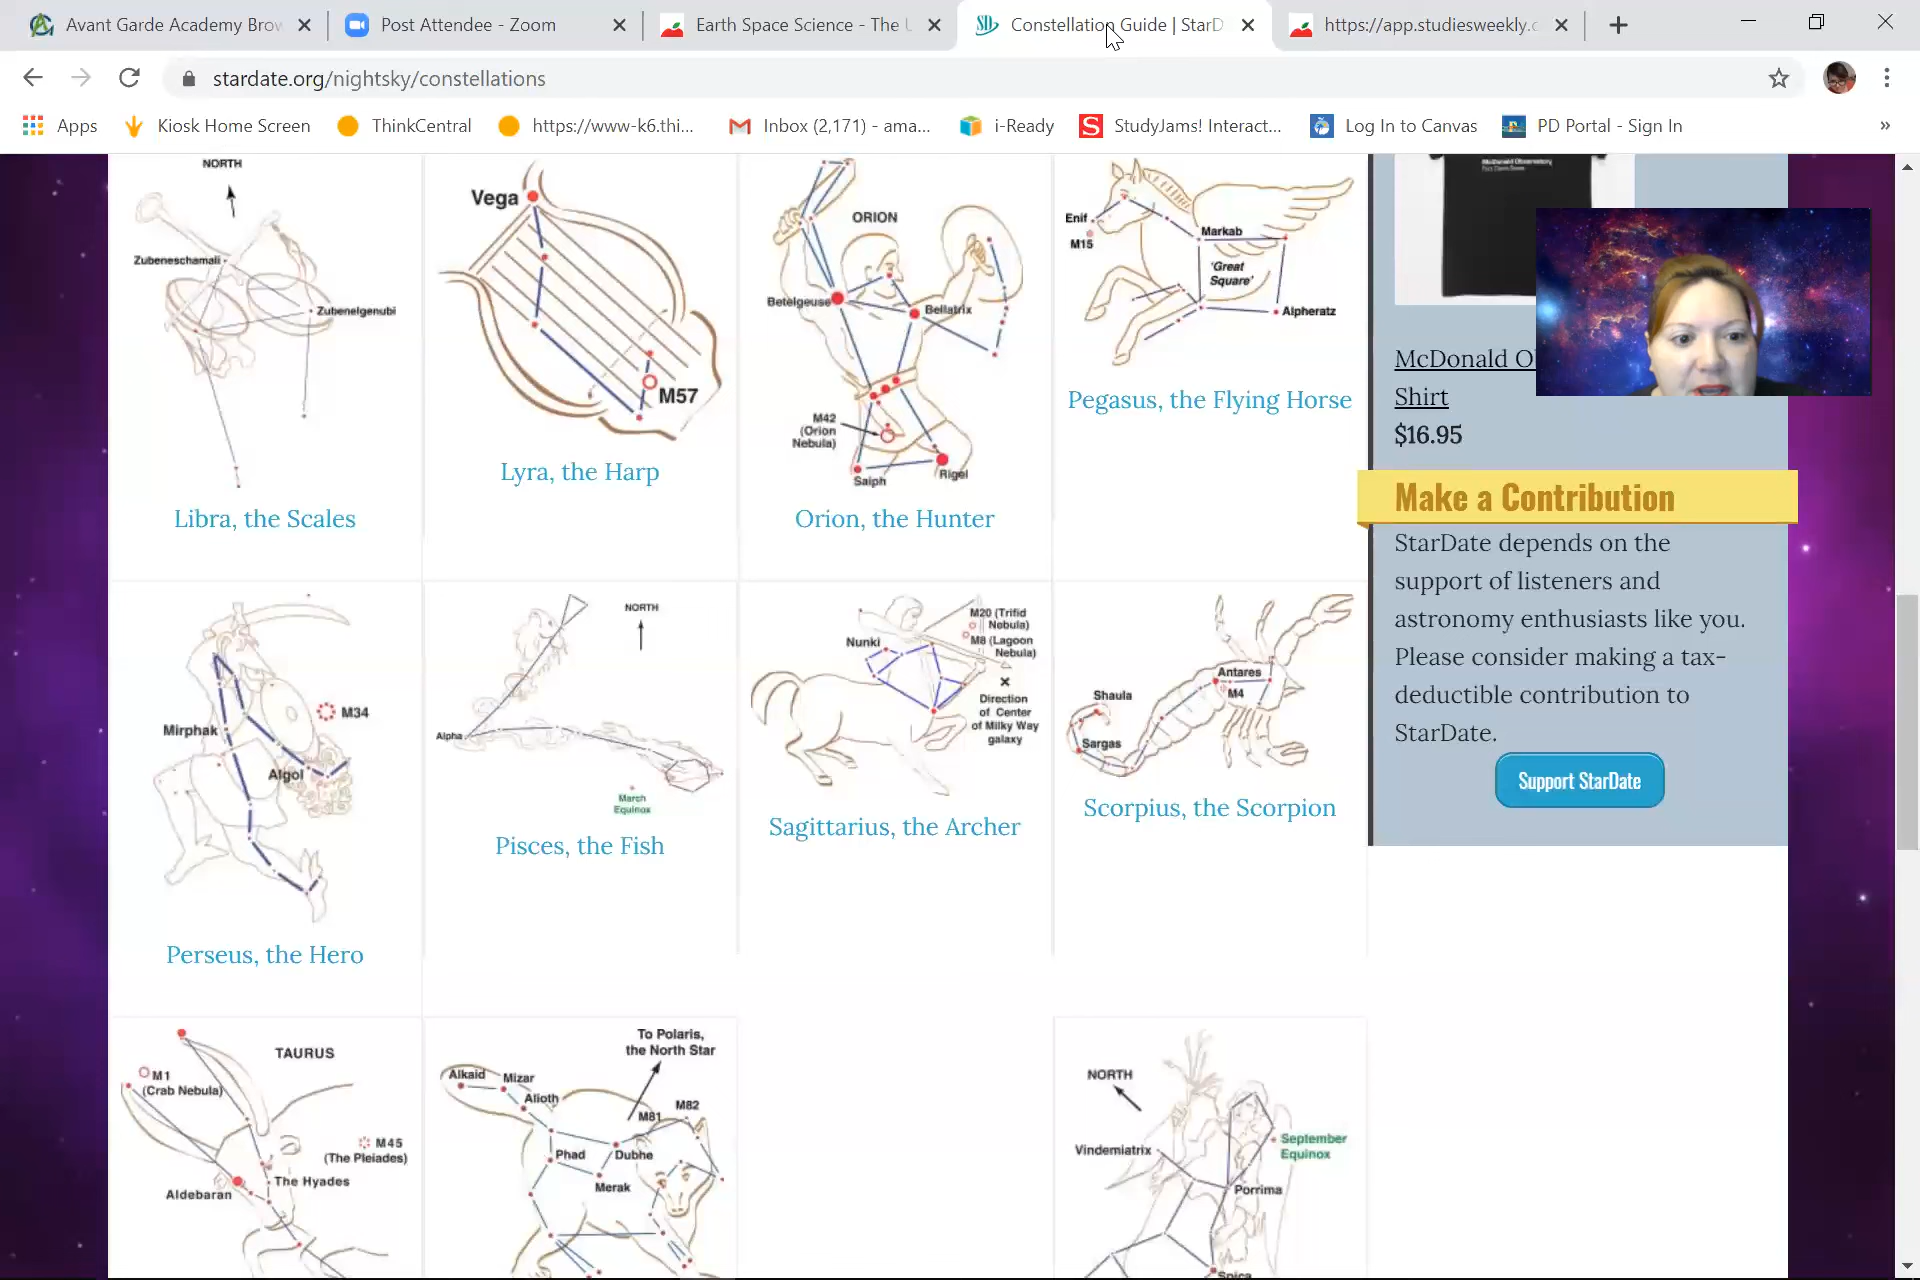 Avant Garde Academy Brow
Post Attendee - Zoom
Earth Space Science - The U
Constellation Guide | StarD
https://app.studiesweekly.c
stardate.org/nightsky/constellations
Apps
Kiosk Home Screen
ThinkCentral
https://www-k6.thi...
Inbox (2,171) - ama...
i-Ready
StudyJams! Interact...
Log In to Canvas
PD Portal - Sign In
»
NORTH
Zubeneschamali
Zubenelgenubi
Libra, the Scales
Vega
M57
Lyra, the Harp
ORION
Betelgeuse
Bellatrix
M42
(Orion
Nebula)
Saiph
Rigel
Orion, the Hunter
Enif
M15
Markab
'Great
Square'
Alpheratz
Pegasus, the Flying Horse
McDonald Observatory
McDonald O
Shirt
$16.95
Make a Contribution
StarDate depends on the
support of listeners and
astronomy enthusiasts like you.
Please consider making a tax-
deductible contribution to
StarDate.
Support StarDate
Mirphak
M34
Algol
Perseus, the Hero
NORTH
Alpha
March
Equinox
Pisces, the Fish
Nunki
M20 (Trifid
Nebula)
M8 (Lagoon
Nebula)
Direction
of Center
of Milky Way
galaxy
Sagittarius, the Archer
Antares
M4
Shaula
Sargas
Scorpius, the Scorpion
TAURUS
M1
(Crab Nebula)
M45
(The Pleiades)
The Hyades
Aldebaran
To Polaris,
the North Star
Alkaid
Mizar
Alioth
M81
M82
Phad
Dubhe
Merak
NORTH
Vindemiatrix
September
Equinox
Porrima
Spica